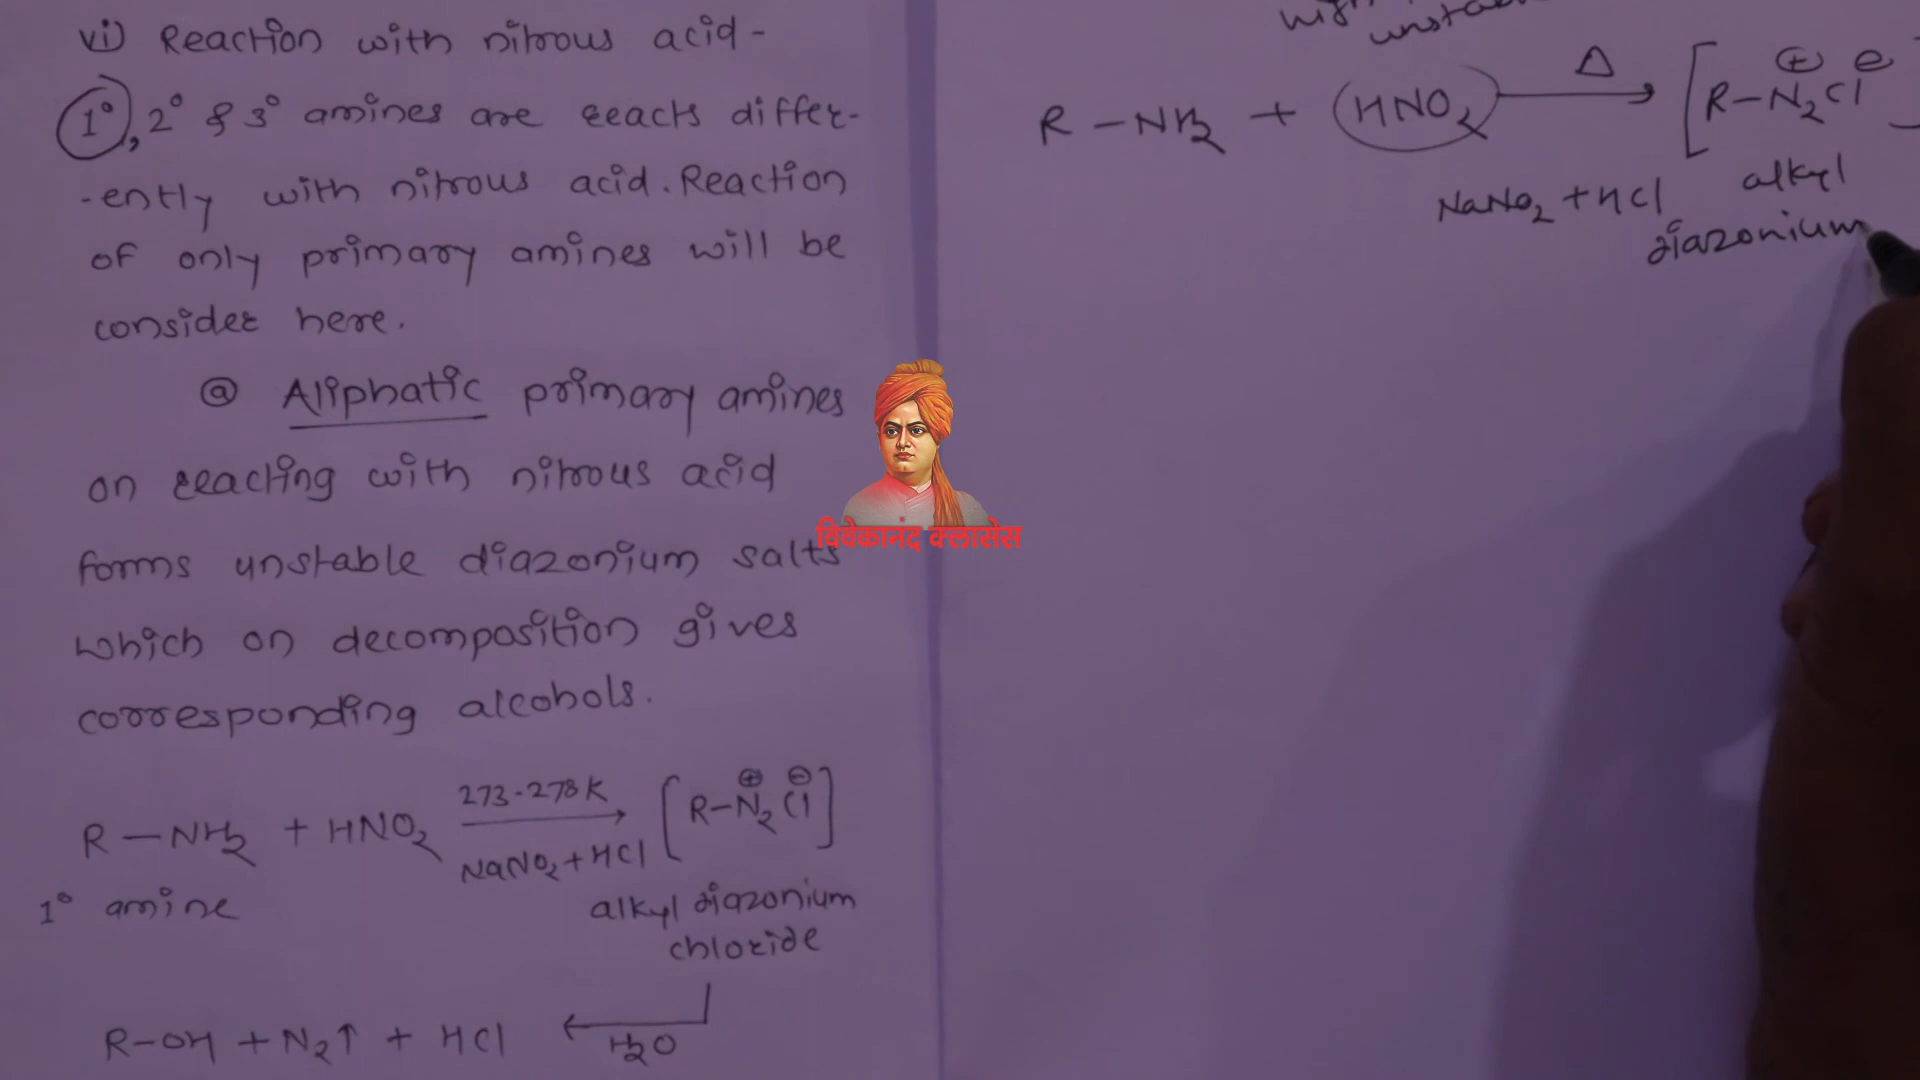 vi) Reaction with nitrous acid -
1°, 2° & 3° amines are reacts differ-
-ently with nitrous acid. Reaction
of only primary amines will be
consider here.
@ Aliphatic primary amines
on reacting with nitrous acid
forms unstable diazonium salts
which on decomposition gives
corresponding alcohols.
R-NH2 + HNO2 273-278K NaNO2+HCl → [R-N2⊕ Cl⊖]
1° amine
alkyl diazonium
chloride
R-OH + N2↑ + HCl ← H2O
R-NH2 + HNO2 Δ → [R-N2⊕ Cl⊖
NaNO2 + HCl
alkyl
diazonium
विवेकानंद क्लासेस